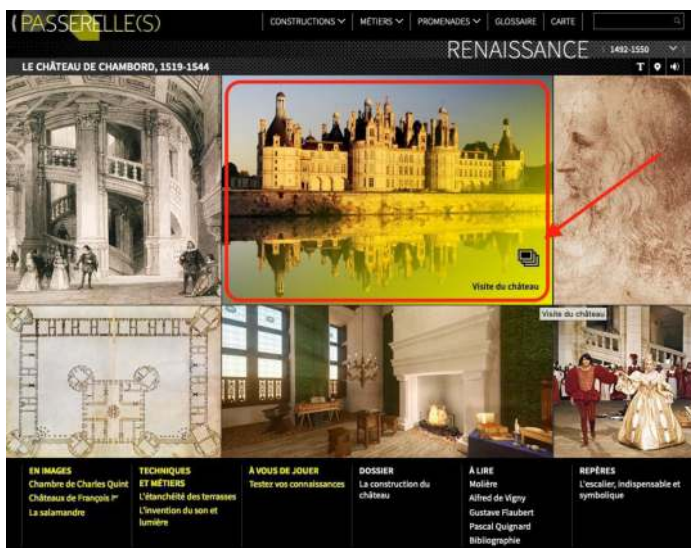 (PASSERELLE(S)
CONSTRUCTIONS
MÉTIERS
PROMENADES
GLOSSAIRE
CARTE
RENAISSANCE
1492-1550
LE CHÂTEAU DE CHAMBORD, 1519-1544
T
Visite du château
Visite du château
EN IMAGES
Chambre de Charles Quint
Châteaux de François Iᵉʳ
La salamandre
TECHNIQUES
ET MÉTIERS
L'étanchéité des terrasses
L'invention du son et
lumière
À VOUS DE JOUER
Testez vos connaissances
DOSSIER
La construction du
château
À LIRE
Molière
Alfred de Vigny
Gustave Flaubert
Pascal Quignard
Bibliographie
REPÈRES
L'escalier, indispensable et
symbolique